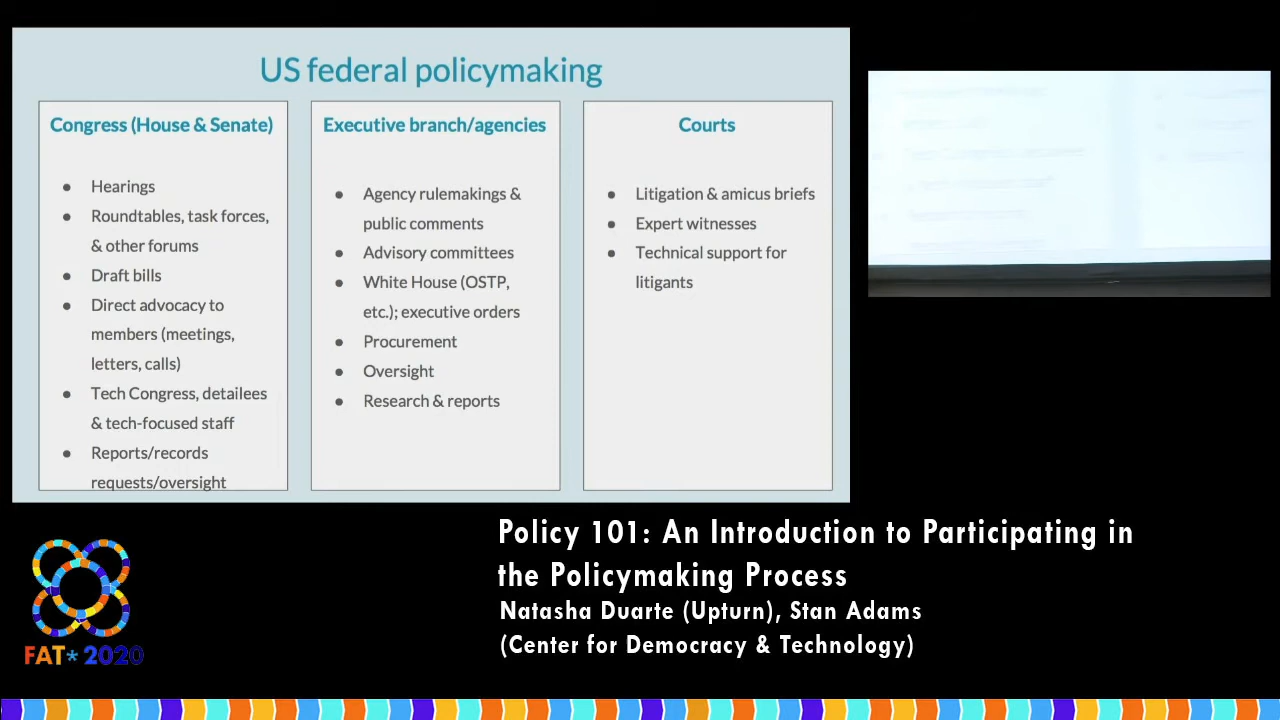 US federal policymaking
Congress (House & Senate)
Hearings
Roundtables, task forces,
& other forums
Draft bills
Direct advocacy to
members (meetings,
letters, calls)
Tech Congress, detailees
& tech-focused staff
Reports/records
requests/oversight
Executive branch/agencies
Agency rulemakings &
public comments
Advisory committees
White House (OSTP,
etc.); executive orders
Procurement
Oversight
Research & reports
Courts
Litigation & amicus briefs
Expert witnesses
Technical support for
litigants
Policy 101: An Introduction to Participating in
the Policymaking Process
Natasha Duarte (Upturn), Stan Adams
(Center for Democracy & Technology)
FAT* 2020